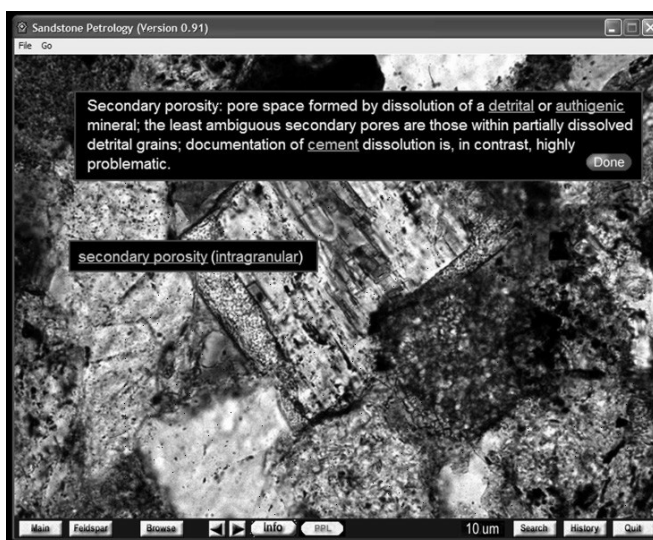 Sandstone Petrology (Version 0.91)
File Go
Secondary porosity: pore space formed by dissolution of a detrital or authigenic
mineral; the least ambiguous secondary pores are those within partially dissolved
detrital grains; documentation of cement dissolution is, in contrast, highly
problematic.
Done
secondary porosity (intragranular)
Main Feldspar Browse Info PPL 10 um Search History Quit